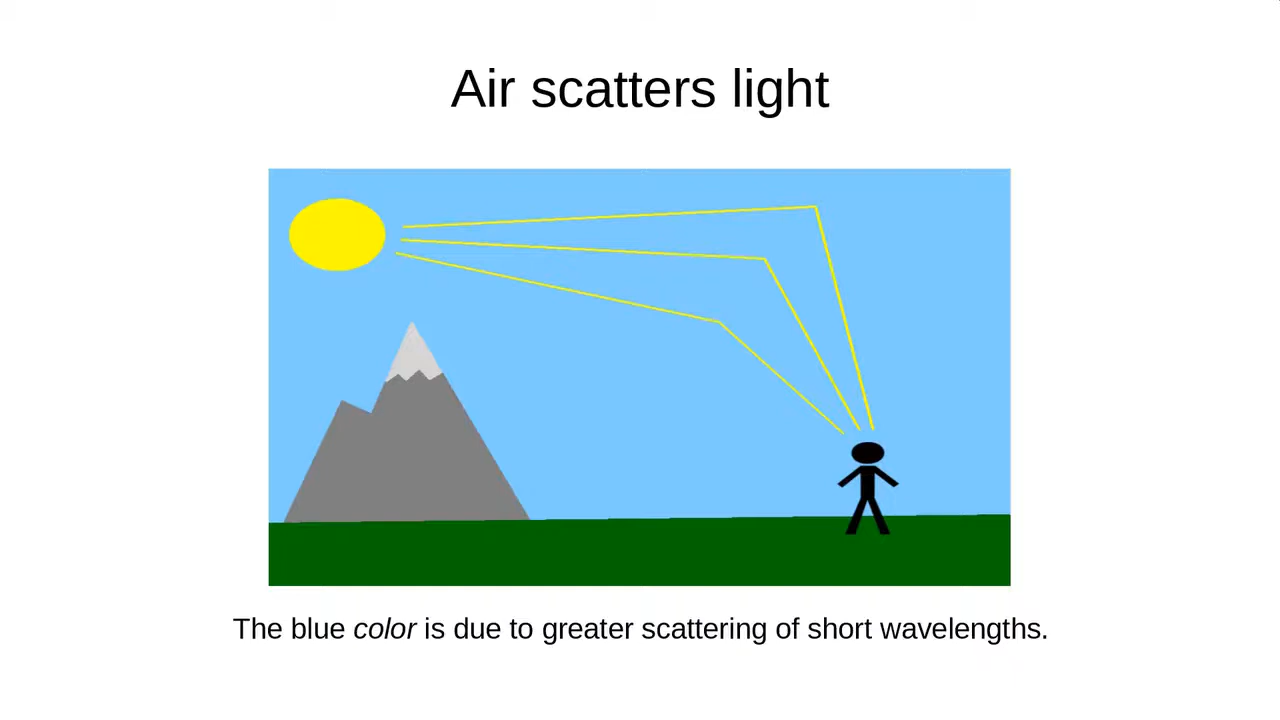 Air scatters light
The blue color is due to greater scattering of short wavelengths.